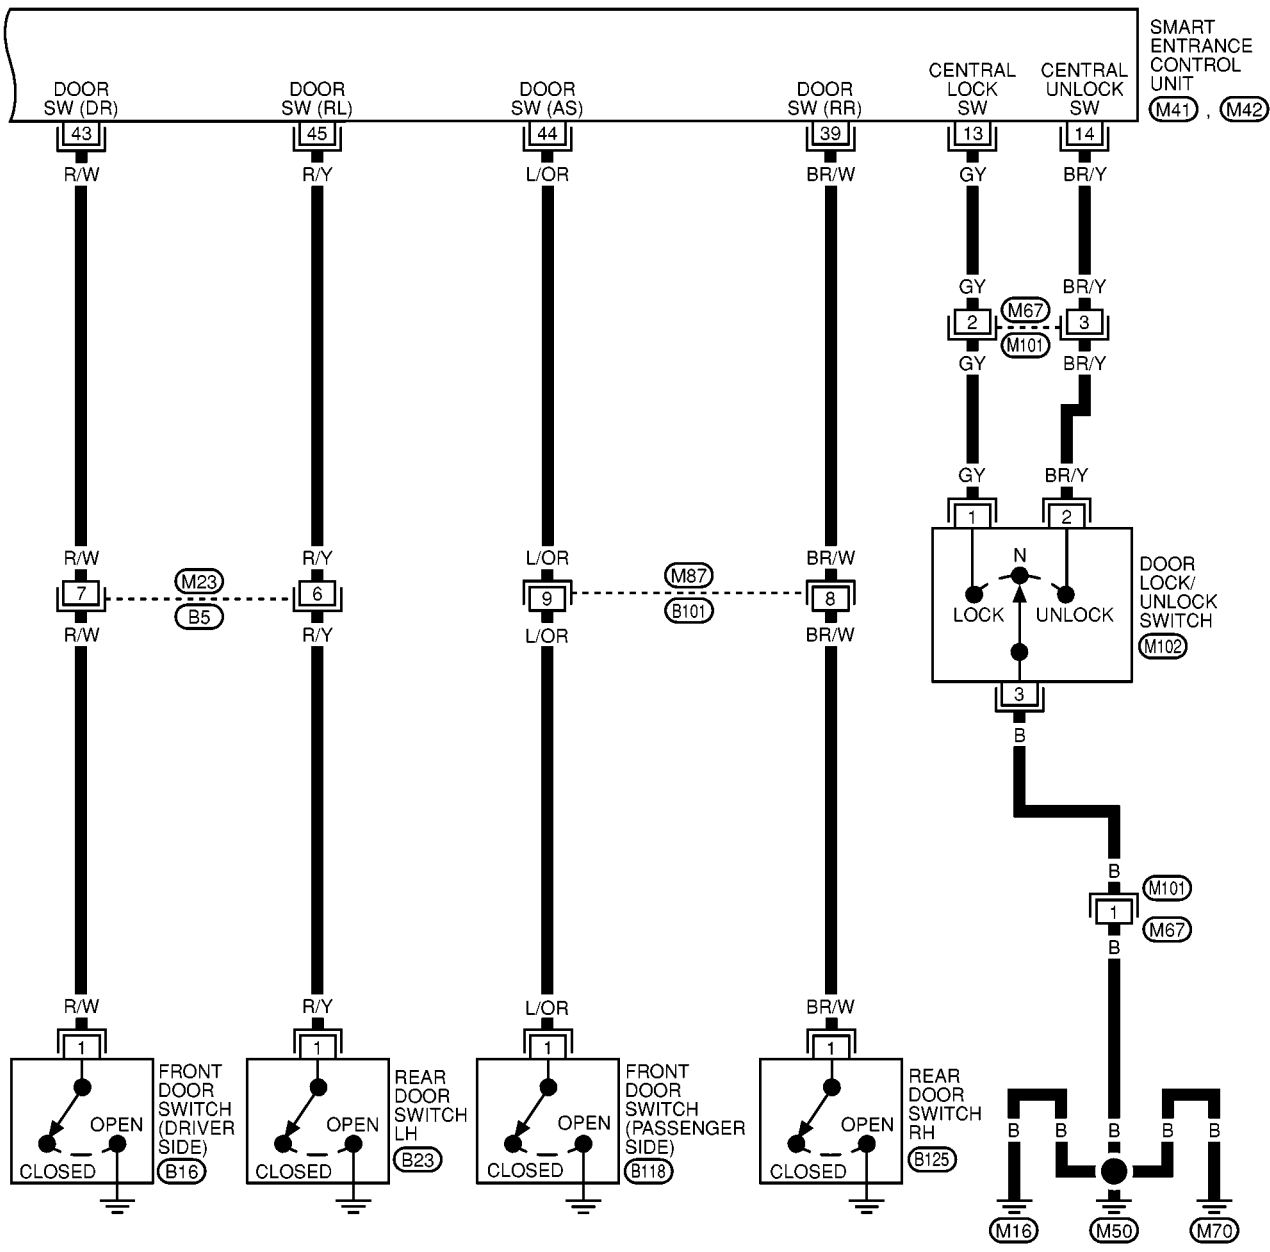 SMART
ENTRANCE
CONTROL
UNIT
M41 , M42
DOOR
SW (DR)
DOOR
SW (RL)
DOOR
SW (AS)
DOOR
SW (RR)
CENTRAL
LOCK
SW
CENTRAL
UNLOCK
SW
43 45 44 39 13 14
R/W R/Y L/OR BR/W GY BR/Y
GY BR/Y
2 M67 3
M101
GY BR/Y
GY BR/Y
1 2
N
LOCK UNLOCK
DOOR
LOCK/
UNLOCK
SWITCH
M102
R/W R/Y L/OR BR/W
7 M23 6 9 M87 8
B5 B101
R/W R/Y L/OR BR/W
3
B
B
M101
1
M67
B
R/W R/Y L/OR BR/W
1 1 1 1
OPEN
CLOSED
FRONT
DOOR
SWITCH
(DRIVER
SIDE)
B16
OPEN
CLOSED
REAR
DOOR
SWITCH
LH
B23
OPEN
CLOSED
FRONT
DOOR
SWITCH
(PASSENGER
SIDE)
B118
OPEN
CLOSED
REAR
DOOR
SWITCH
RH
B125
B B B B B
M16 M50 M70